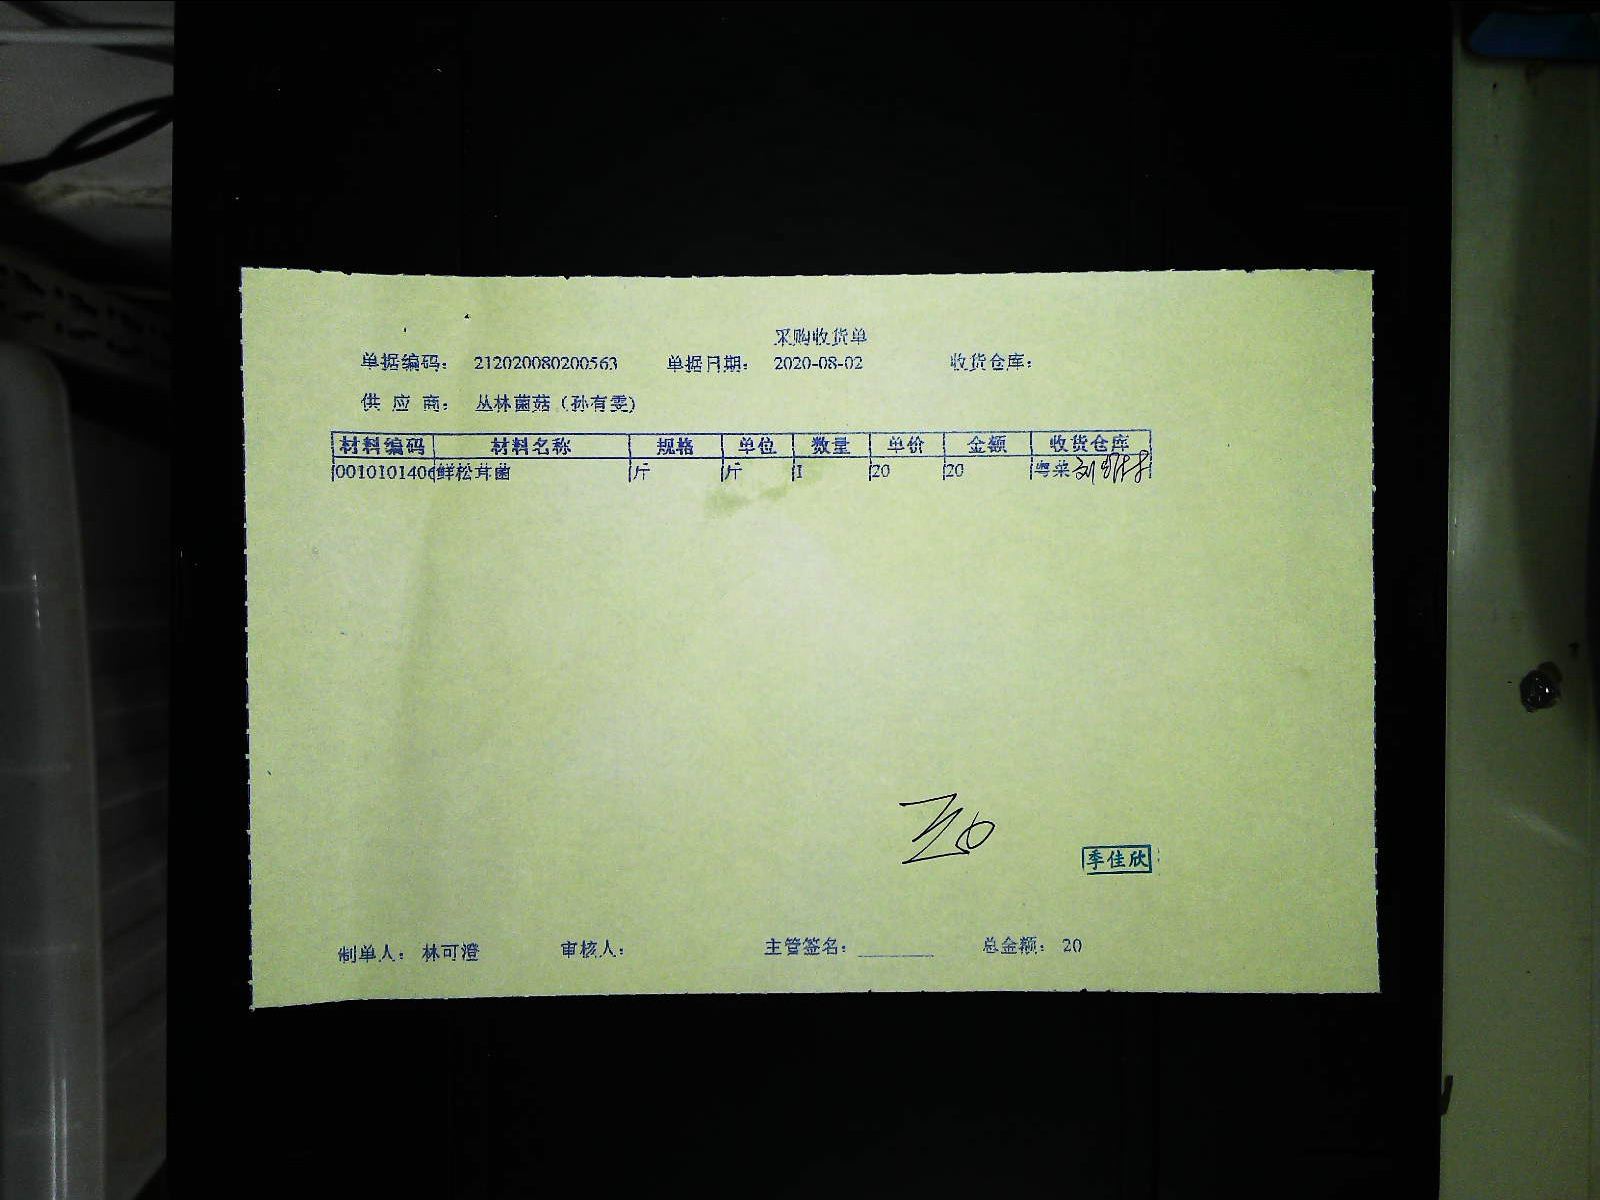 采购收货单
单据编码： 212020080200563 单据日期： 2020-08-02 收货仓库：
供 应 商： 丛林菌菇（孙有雯）
材料编码 材料名称 规格 单位 数量 单价 金额 收货仓库
001010140 鲜松茸菌 斤 斤 1 20 20 粤菜
季佳欣
制单人： 林可澄 审核人： 主管签名： 总金额： 20